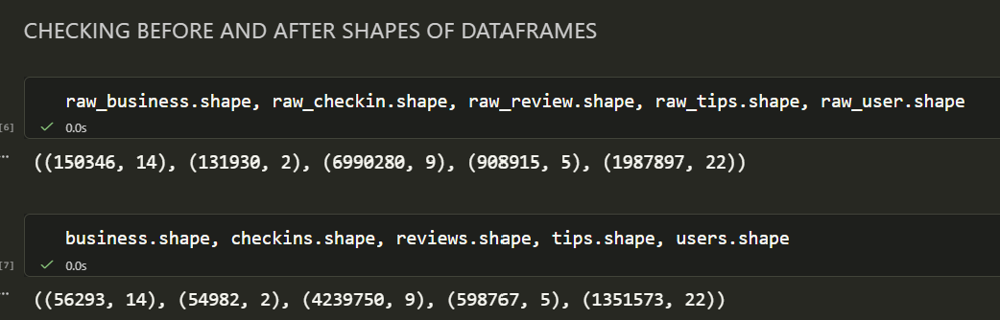 CHECKING BEFORE AND AFTER SHAPES OF DATAFRAMES
raw_business.shape, raw_checkin.shape, raw_review.shape, raw_tips.shape, raw_user.shape
[6]
0.0s
...
((150346, 14), (131930, 2), (6990280, 9), (908915, 5), (1987897, 22))
business.shape, checkins.shape, reviews.shape, tips.shape, users.shape
[7]
0.0s
...
((56293, 14), (54982, 2), (4239750, 9), (598767, 5), (1351573, 22))